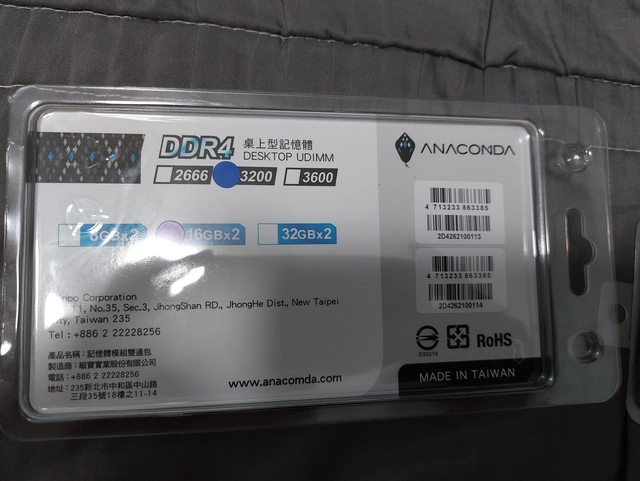 DDR4 桌上型記憶體
DESKTOP UDIMM
2666 3200 3600
8GBx2 16GBx2 32GBx2
ANACONDA
4 713233 863385
2D4262100113
4 713233 863385
2D4262100114
Corporation
No.35, Sec.3, JhongShan RD., JhongHe Dist., New Taipei
City, Taiwan 235
Tel : +886 2 22228256
產品名稱：記憶體模組雙通包
製造商：敏寶實業股份有限公司
電話：+886 2 22228256
地址：235新北市中和區中山路
三段35號18樓之11-14
www.anacomda.com
D33278
RoHS
MADE IN TAIWAN